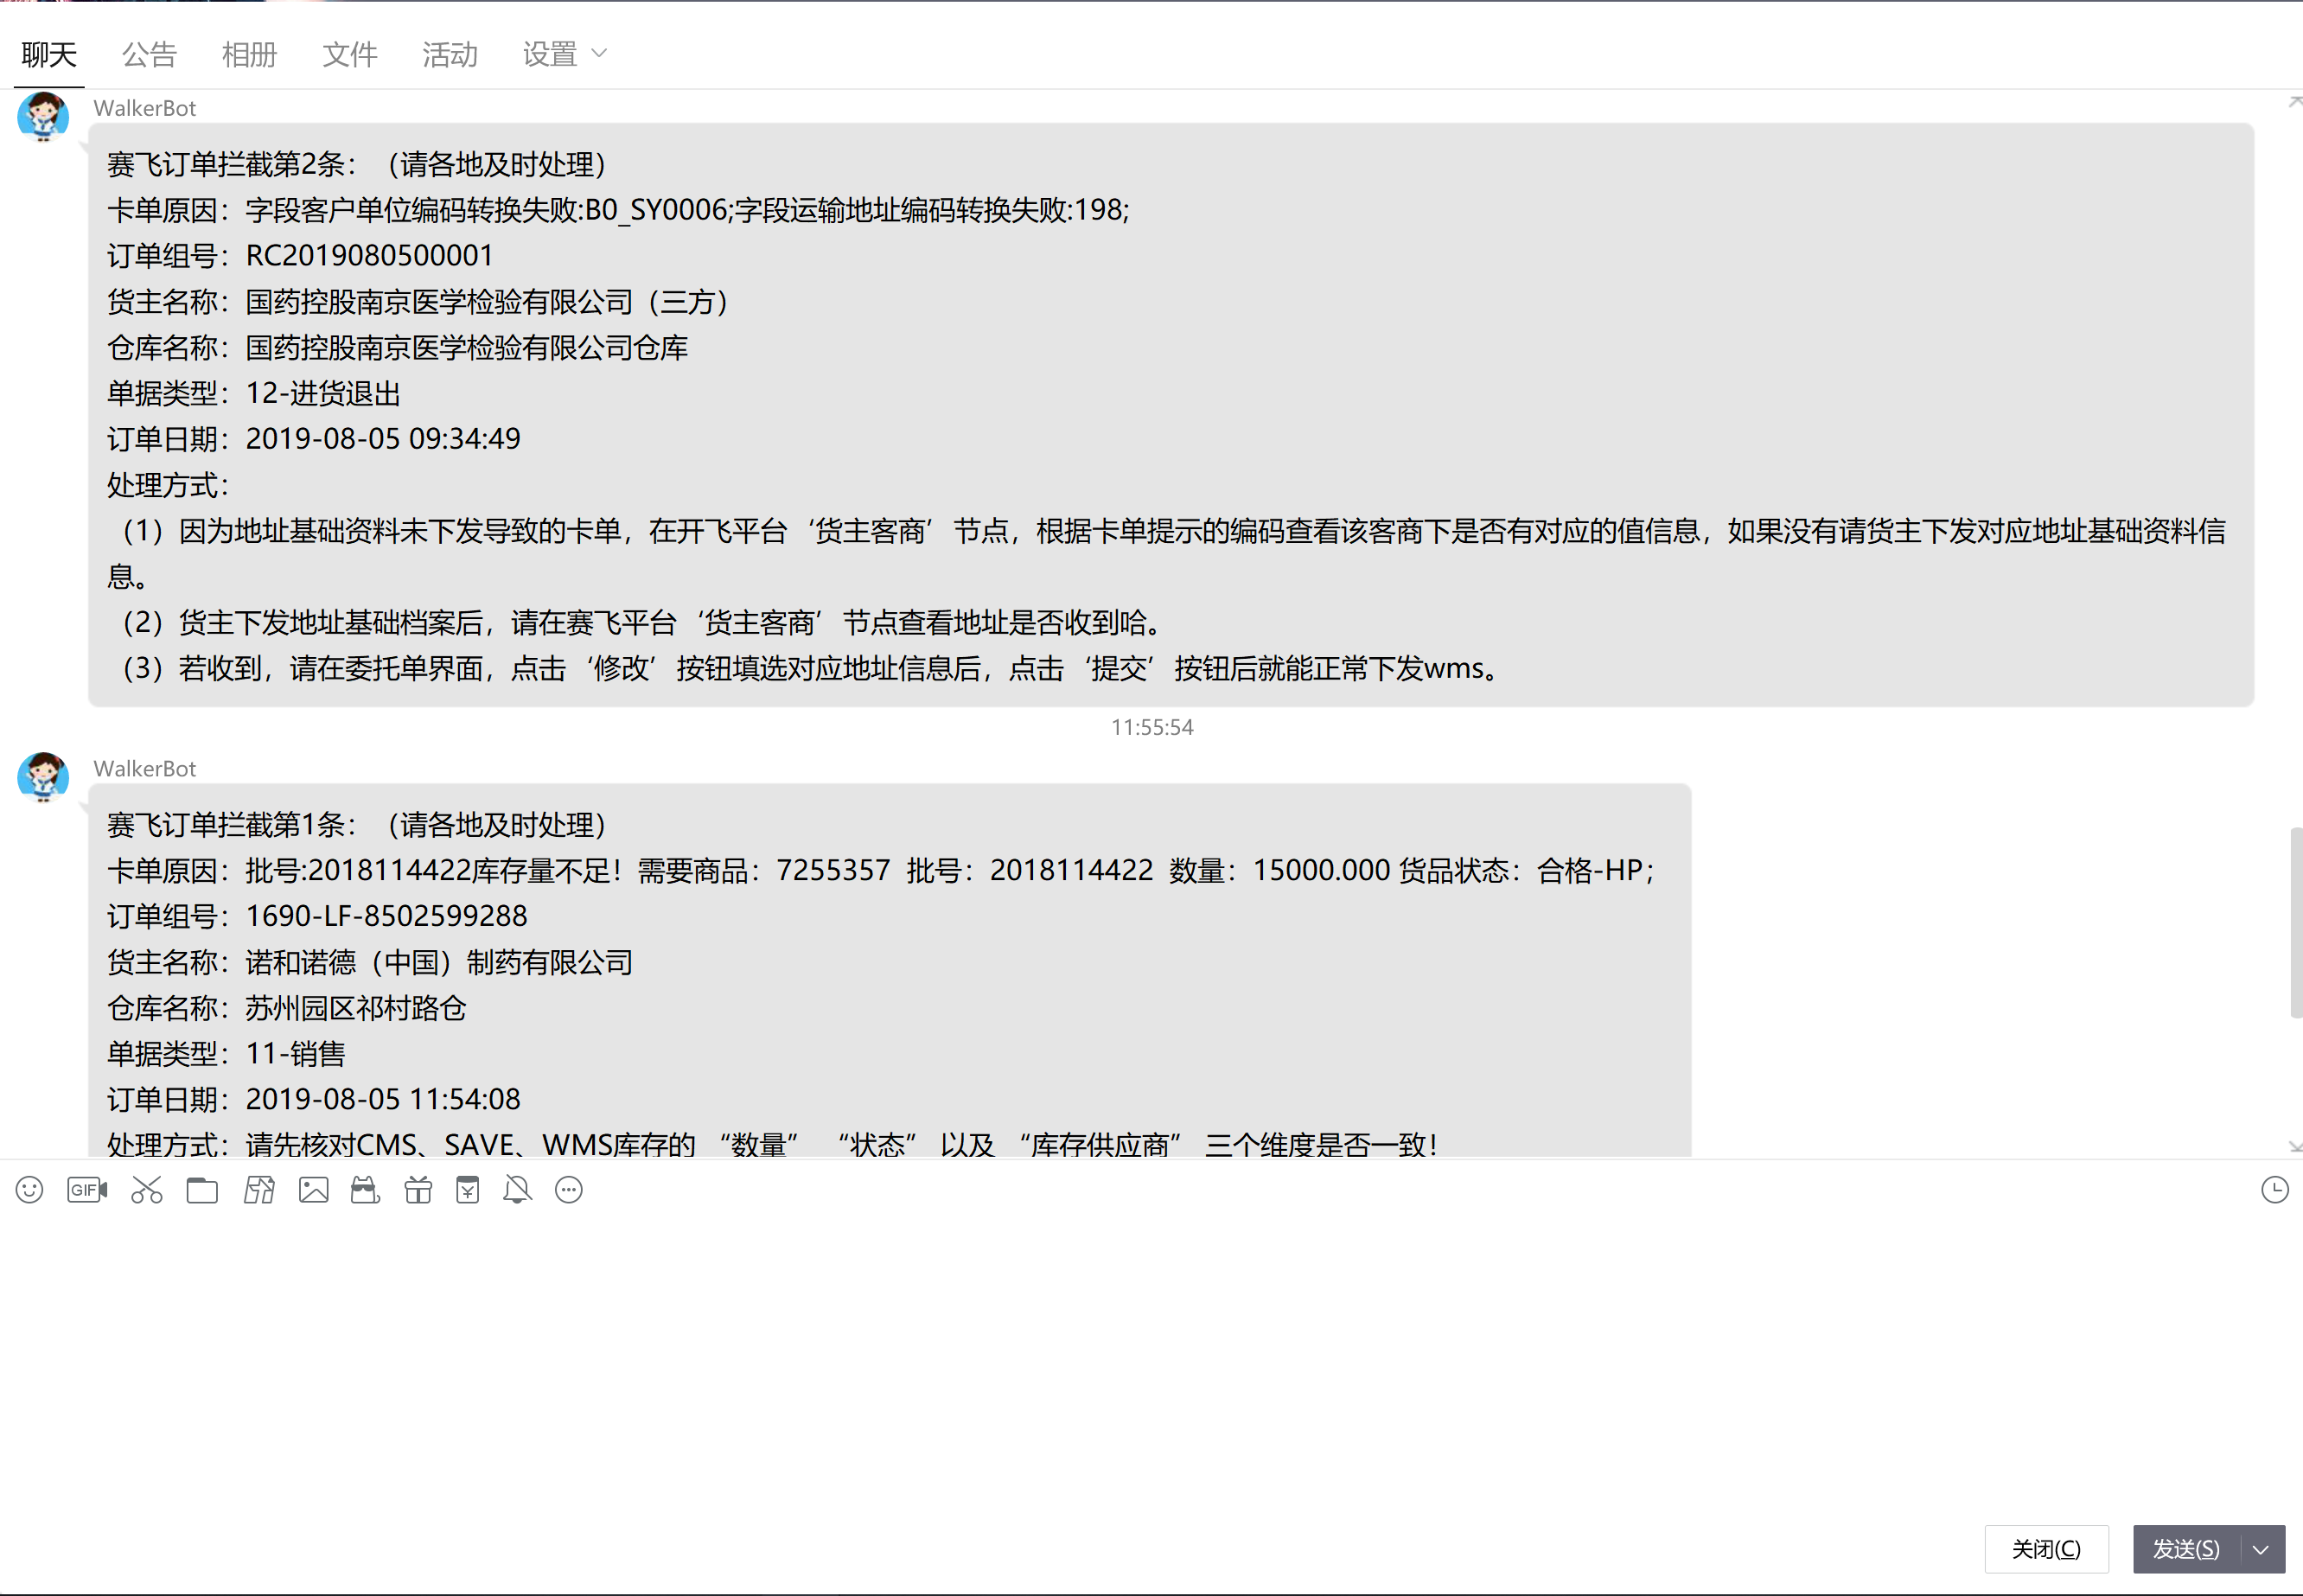 聊天 公告 相册 文件 活动 设置
WalkerBot
赛飞订单拦截第2条：（请各地及时处理）
卡单原因：字段客户单位编码转换失败:B0_SY0006;字段运输地址编码转换失败:198;
订单组号：RC2019080500001
货主名称：国药控股南京医学检验有限公司（三方）
仓库名称：国药控股南京医学检验有限公司仓库
单据类型：12-进货退出
订单日期：2019-08-05 09:34:49
处理方式：
（1）因为地址基础资料未下发导致的卡单，在开飞平台‘货主客商’节点，根据卡单提示的编码查看该客商下是否有对应的值信息，如果没有请货主下发对应地址基础资料信
息。
（2）货主下发地址基础档案后，请在赛飞平台‘货主客商’节点查看地址是否收到哈。
（3）若收到，请在委托单界面，点击‘修改’按钮填选对应地址信息后，点击‘提交’按钮后就能正常下发wms。
11:55:54
WalkerBot
赛飞订单拦截第1条：（请各地及时处理）
卡单原因：批号:2018114422库存量不足！需要商品：7255357 批号：2018114422 数量：15000.000 货品状态：合格-HP；
订单组号：1690-LF-8502599288
货主名称：诺和诺德（中国）制药有限公司
仓库名称：苏州园区祁村路仓
单据类型：11-销售
订单日期：2019-08-05 11:54:08
处理方式：请先核对CMS、SAVE、WMS库存的“数量”“状态”以及“库存供应商”三个维度是否一致！
GIF
关闭(C) 发送(S)